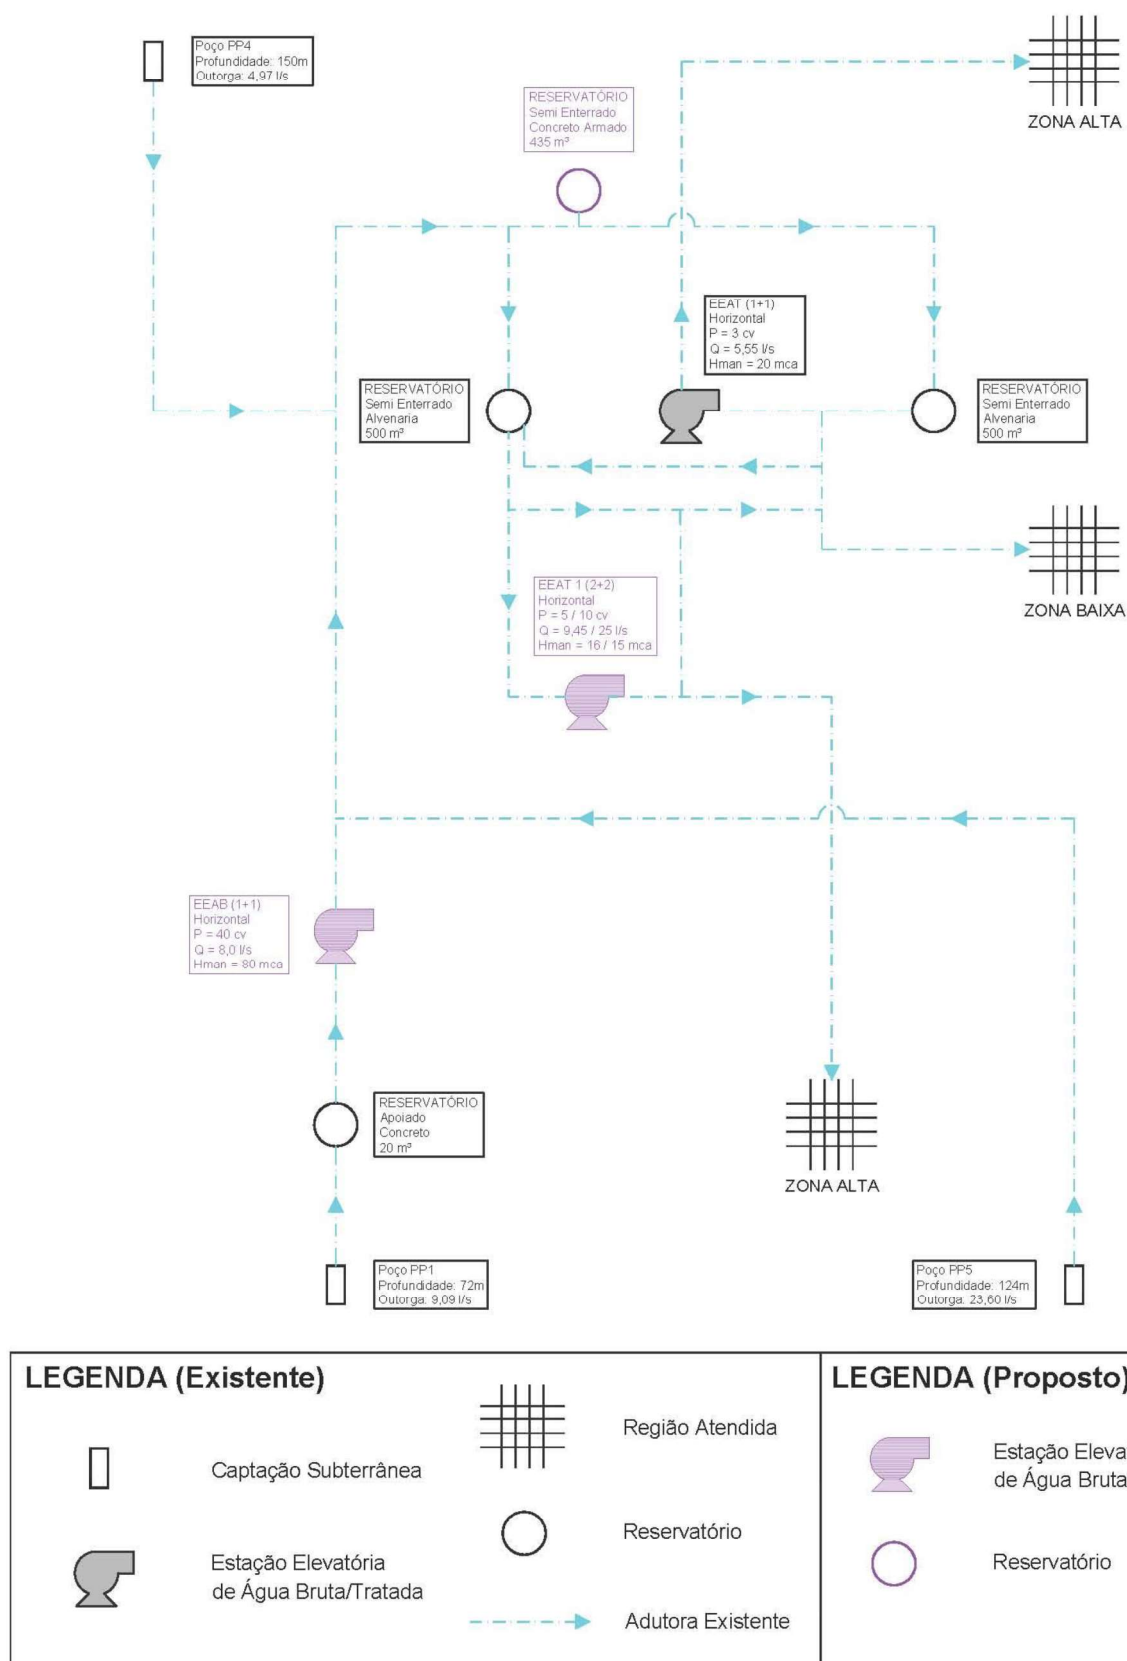 Poço PP4
Profundidade: 150m
Outorga: 4,97 l/s
RESERVATÓRIO
Semi Enterrado
Concreto Armado
435 m³
ZONA ALTA
EEAT (1+1)
Horizontal
P = 3 cv
Q = 5,55 l/s
Hman = 20 mca
RESERVATÓRIO
Semi Enterrado
Alvenaria
500 m³
RESERVATÓRIO
Semi Enterrado
Alvenaria
500 m³
EEAT 1 (2+2)
Horizontal
P = 5 / 10 cv
Q = 9,45 / 25 l/s
Hman = 16 / 15 mca
ZONA BAIXA
EEAB (1+1)
Horizontal
P = 40 cv
Q = 8,0 l/s
Hman = 80 mca
RESERVATÓRIO
Apoiado
Concreto
20 m³
ZONA ALTA
Poço PP1
Profundidade: 72m
Outorga: 9,09 l/s
Poço PP5
Profundidade: 124m
Outorga: 23,60 l/s
LEGENDA (Existente)
Captação Subterrânea
Estação Elevatória
de Água Bruta/Tratada
Região Atendida
Reservatório
Adutora Existente
LEGENDA (Proposto)
Estação Eleva
de Água Bruta
Reservatório